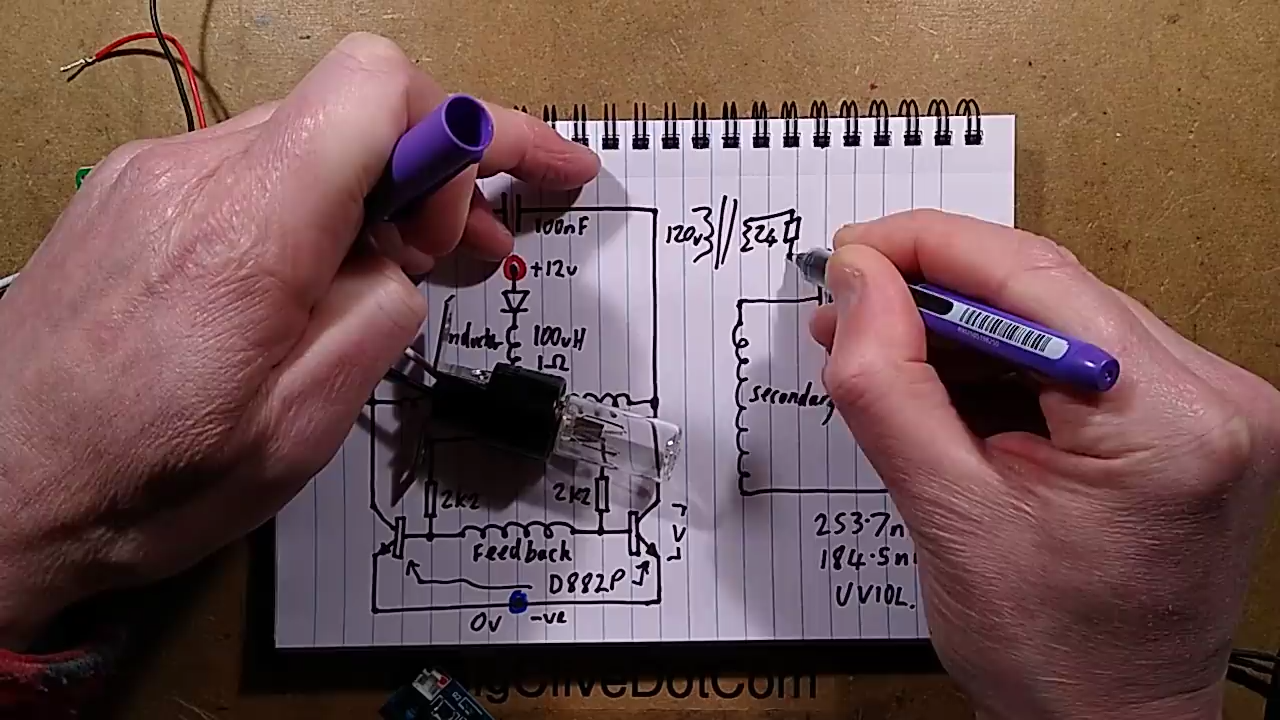 100nF
120v
24
+12v
inductor
100uH
1Ω
secondary
2k2
2k2
Feedback
V
D882P
0v
-ve
253.7n
184.5n
UV10L.